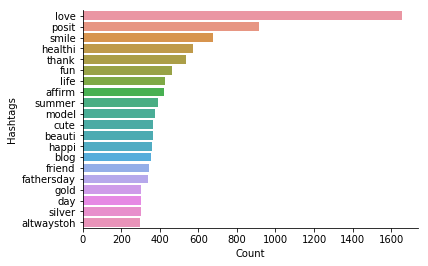 love
posit
smile
healthi
thank
fun
life
affirm
summer
model
cute
beauti
happi
blog
friend
fathersday
gold
day
silver
altwaystoh
Hashtags
0 200 400 600 800 1000 1200 1400 1600
Count